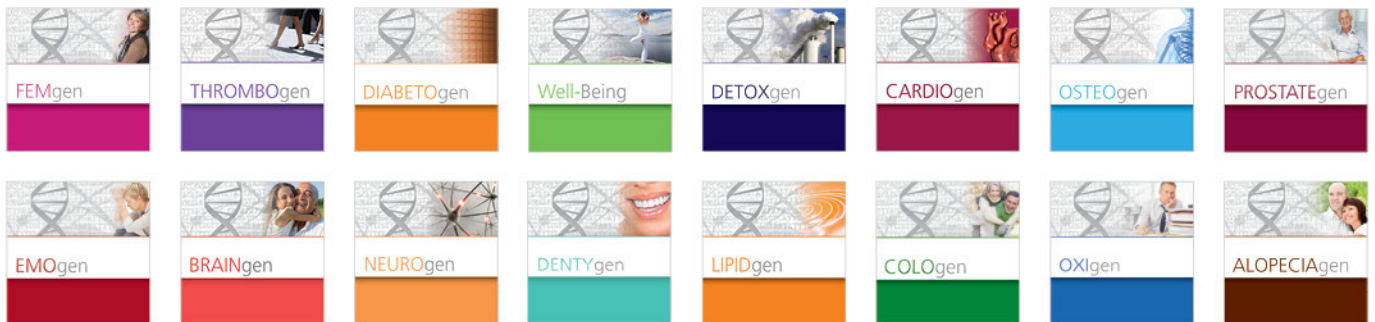 FEMgen
THROMBOgen
DIABETOgen
Well-Being
DETOXgen
CARDIOgen
OSTEOgen
PROSTATEgen
EMOgen
BRAINgen
NEUROgen
DENTYgen
LIPIDgen
COLOgen
OXIgen
ALOPECIAgen